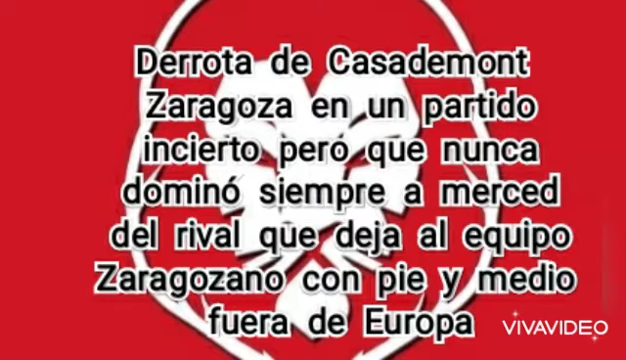 Derrota de Casademont
Zaragoza en un partido
incierto pero que nunca
dominó siempre a merced
del rival que deja al equipo
Zaragozano con pie y medio
fuera de Europa
VIVAVIDEO